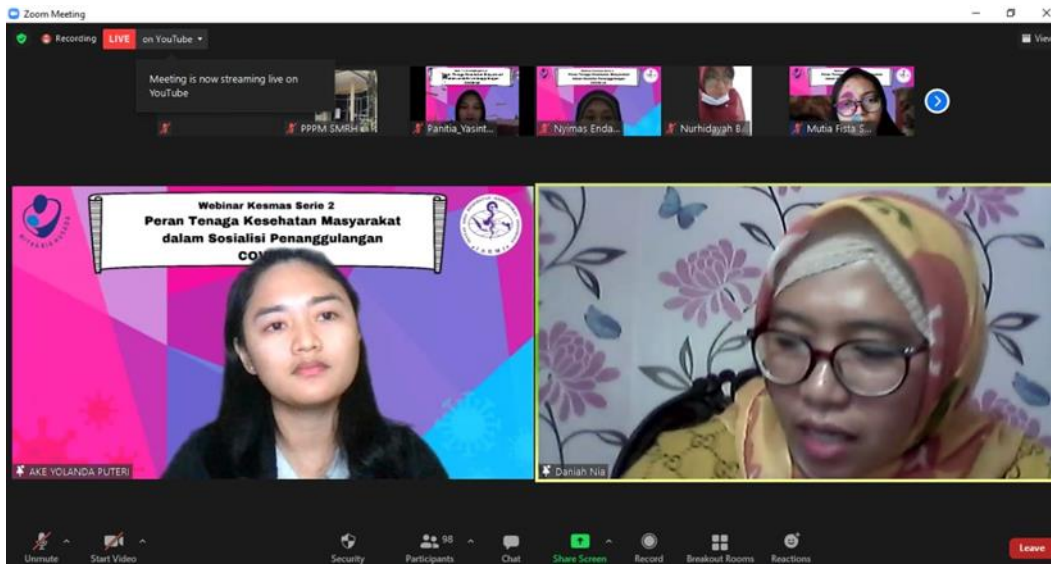 Zoom Meeting
Recording LIVE on YouTube
View
Meeting is now streaming live on
YouTube
PPPM SMRH
Panitia_Yasint...
Nyimas Enda...
Nurhidayah B
Mutia Fista S...
Webinar Kesmas Serie 2
Peran Tenaga Kesehatan Masyarakat
dalam Sosialisi Penanggulangan
AKE YOLANDA PUTERI
Daniah Nia
98
Unmute Start Video Security Participants Chat Share Screen Record Breakout Rooms Reactions Leave